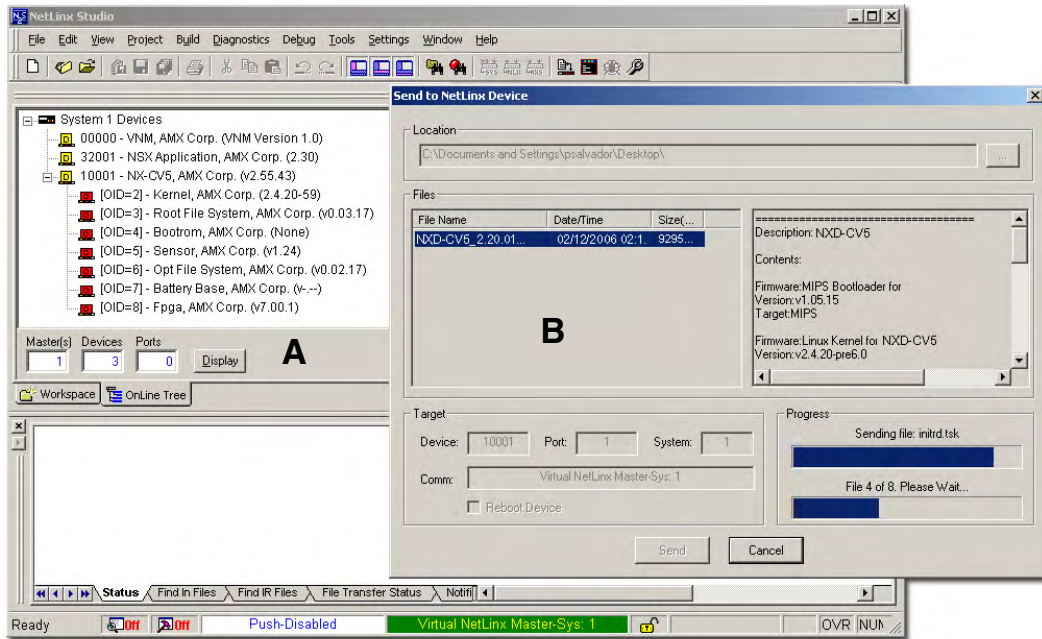 NetLinx Studio
File Edit View Project Build Diagnostics Debug Tools Settings Window Help
System 1 Devices
00000 - VNM, AMX Corp. (VNM Version 1.0)
32001 - NSX Application, AMX Corp. (2.30)
10001 - NX-CV5, AMX Corp. (v2.55.43)
[OID=2] - Kernel, AMX Corp. (2.4.20-59)
[OID=3] - Root File System, AMX Corp. (v0.03.17)
[OID=4] - Bootrom, AMX Corp. (None)
[OID=5] - Sensor, AMX Corp. (v1.24)
[OID=6] - Opt File System, AMX Corp. (v0.02.17)
[OID=7] - Battery Base, AMX Corp. (v-.--)
[OID=8] - Fpga, AMX Corp. (v7.00.1)
Master(s) Devices Ports
1 3 0 Display
A
Workspace OnLine Tree
Send to NetLinx Device
Location
C:\Documents and Settings\psalvador\Desktop\ ...
Files
File Name Date/Time Size(...
NXD-CV5_2.20.01... 02/12/2006 02:1. 9295...
B
====================================
Description: NXD-CV5
Contents:
Firmware:MIPS Bootloader for
Version:v1.05.15
Target:MIPS
Firmware:Linux Kernel for NXD-CV5
Version:v2.4.20-pre6.0
Target
Device: 10001 Port: 1 System: 1
Comm: Virtual NetLinx Master-Sys: 1
Reboot Device
Progress
Sending file: initrd.tsk
File 4 of 8. Please Wait...
Send Cancel
Status Find In Files Find IR Files File Transfer Status Notifi
Ready Off Off Push-Disabled Virtual NetLinx Master-Sys: 1 OVR NUM